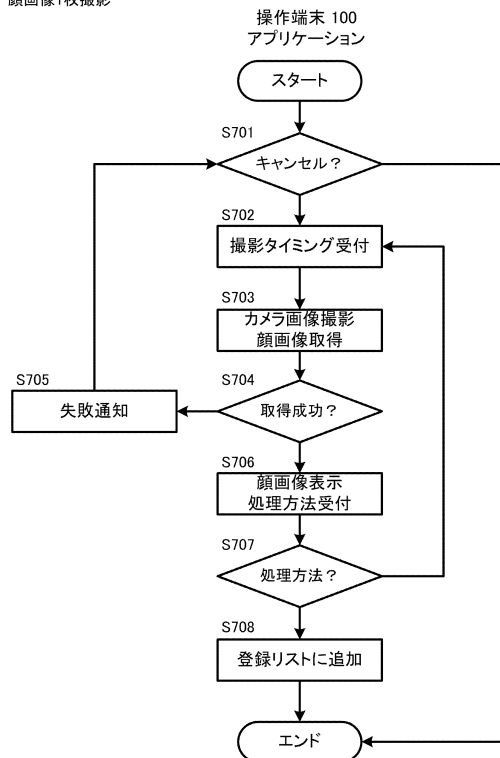 顔画像1枚撮影
操作端末 100
アプリケーション
スタート
S701
キャンセル？
S702
撮影タイミング受付
S703
カメラ画像撮影
顔画像取得
S704
取得成功？
S705
失敗通知
S706
顔画像表示
処理方法受付
S707
処理方法？
S708
登録リストに追加
エンド